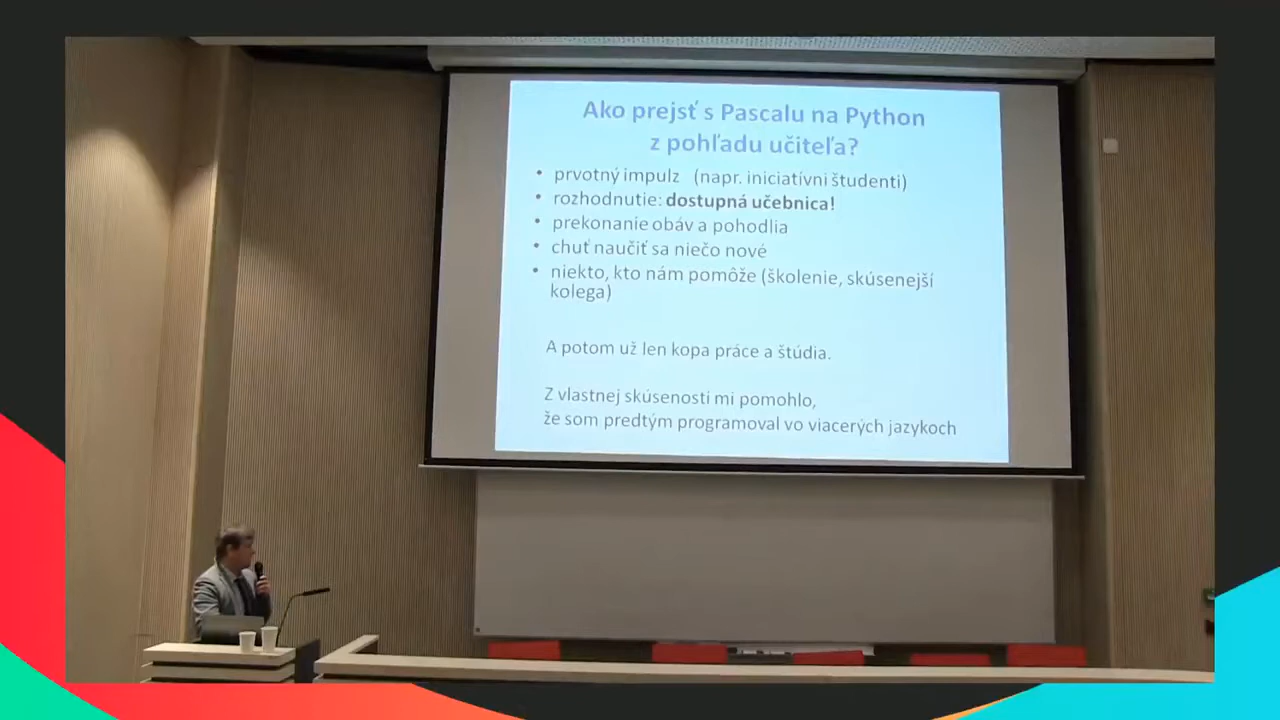 Ako prejsť s Pascalu na Python
z pohľadu učiteľa?
• prvotný impulz (napr. iniciatívni študenti)
• rozhodnutie: dostupná učebnica!
• prekonanie obáv a pohodlia
• chuť naučiť sa niečo nové
• niekto, kto nám pomôže (školenie, skúsenejší
kolega)
A potom už len kopa práce a štúdia.
Z vlastnej skúsenosti mi pomohlo,
že som predtým programoval vo viacerých jazykoch